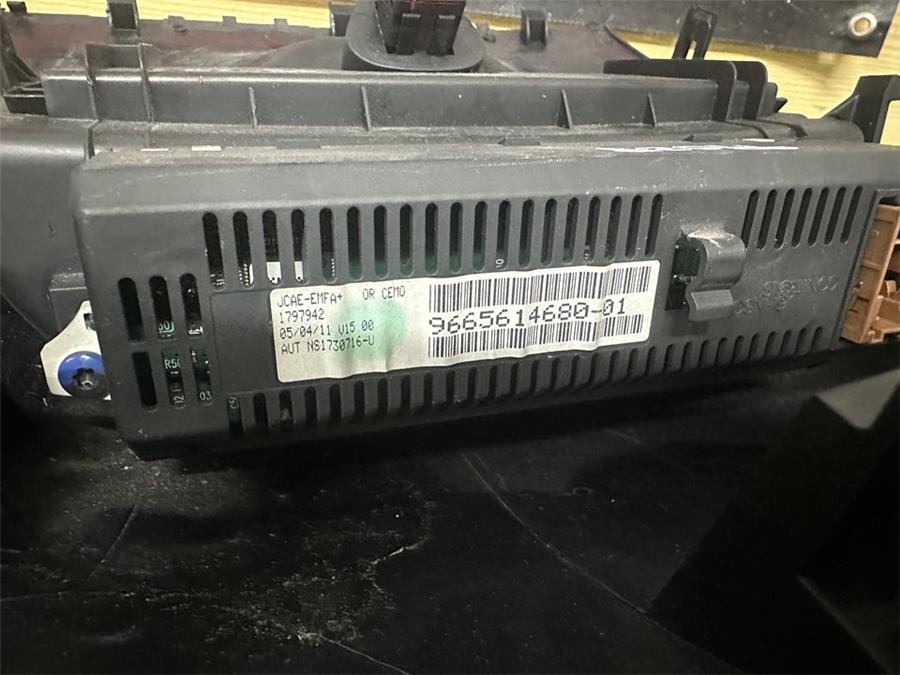 JCAE-EMFA+ OR CEMO
1797942
05/04/11 V15 00
AUT NS1730716-U
9665614680-01